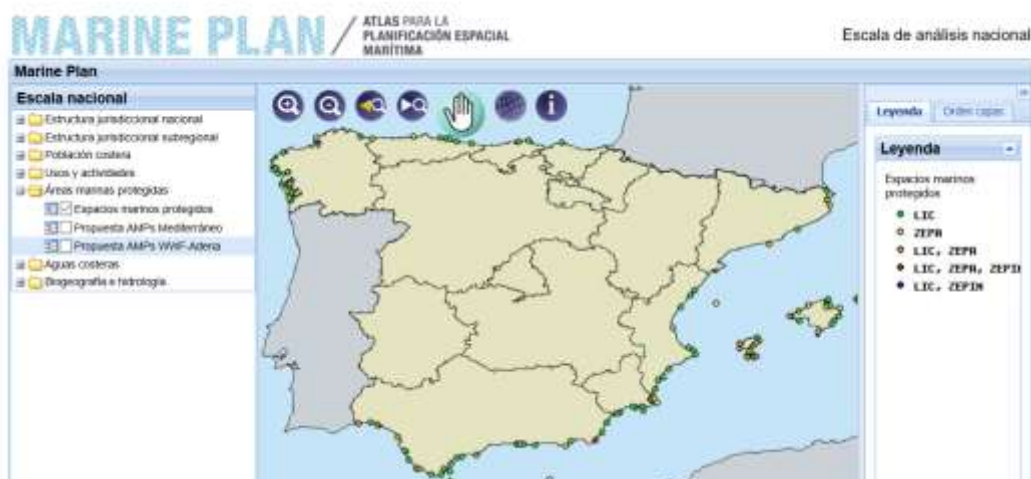 MARINE PLAN
ATLAS PARA LA
PLANIFICACIÓN ESPACIAL
MARÍTIMA
Escala de análisis nacional
Marine Plan
Escala nacional
Estructura jurisdiccional nacional
Estructura jurisdiccional subregional
Población costera
Usos y actividades
Áreas marinas protegidas
Espacios marinos protegidos
Propuesta AMPs Mediterráneo
Propuesta AMPs WWF-Adena
Aguas costeras
Biogeografía e hidrología
Leyenda
Orden capas
Leyenda
Espacios marinos
protegidos
LIC
ZEPA
LIC, ZEPA
LIC, ZEPA, ZEPIN
LIC, ZEPIN